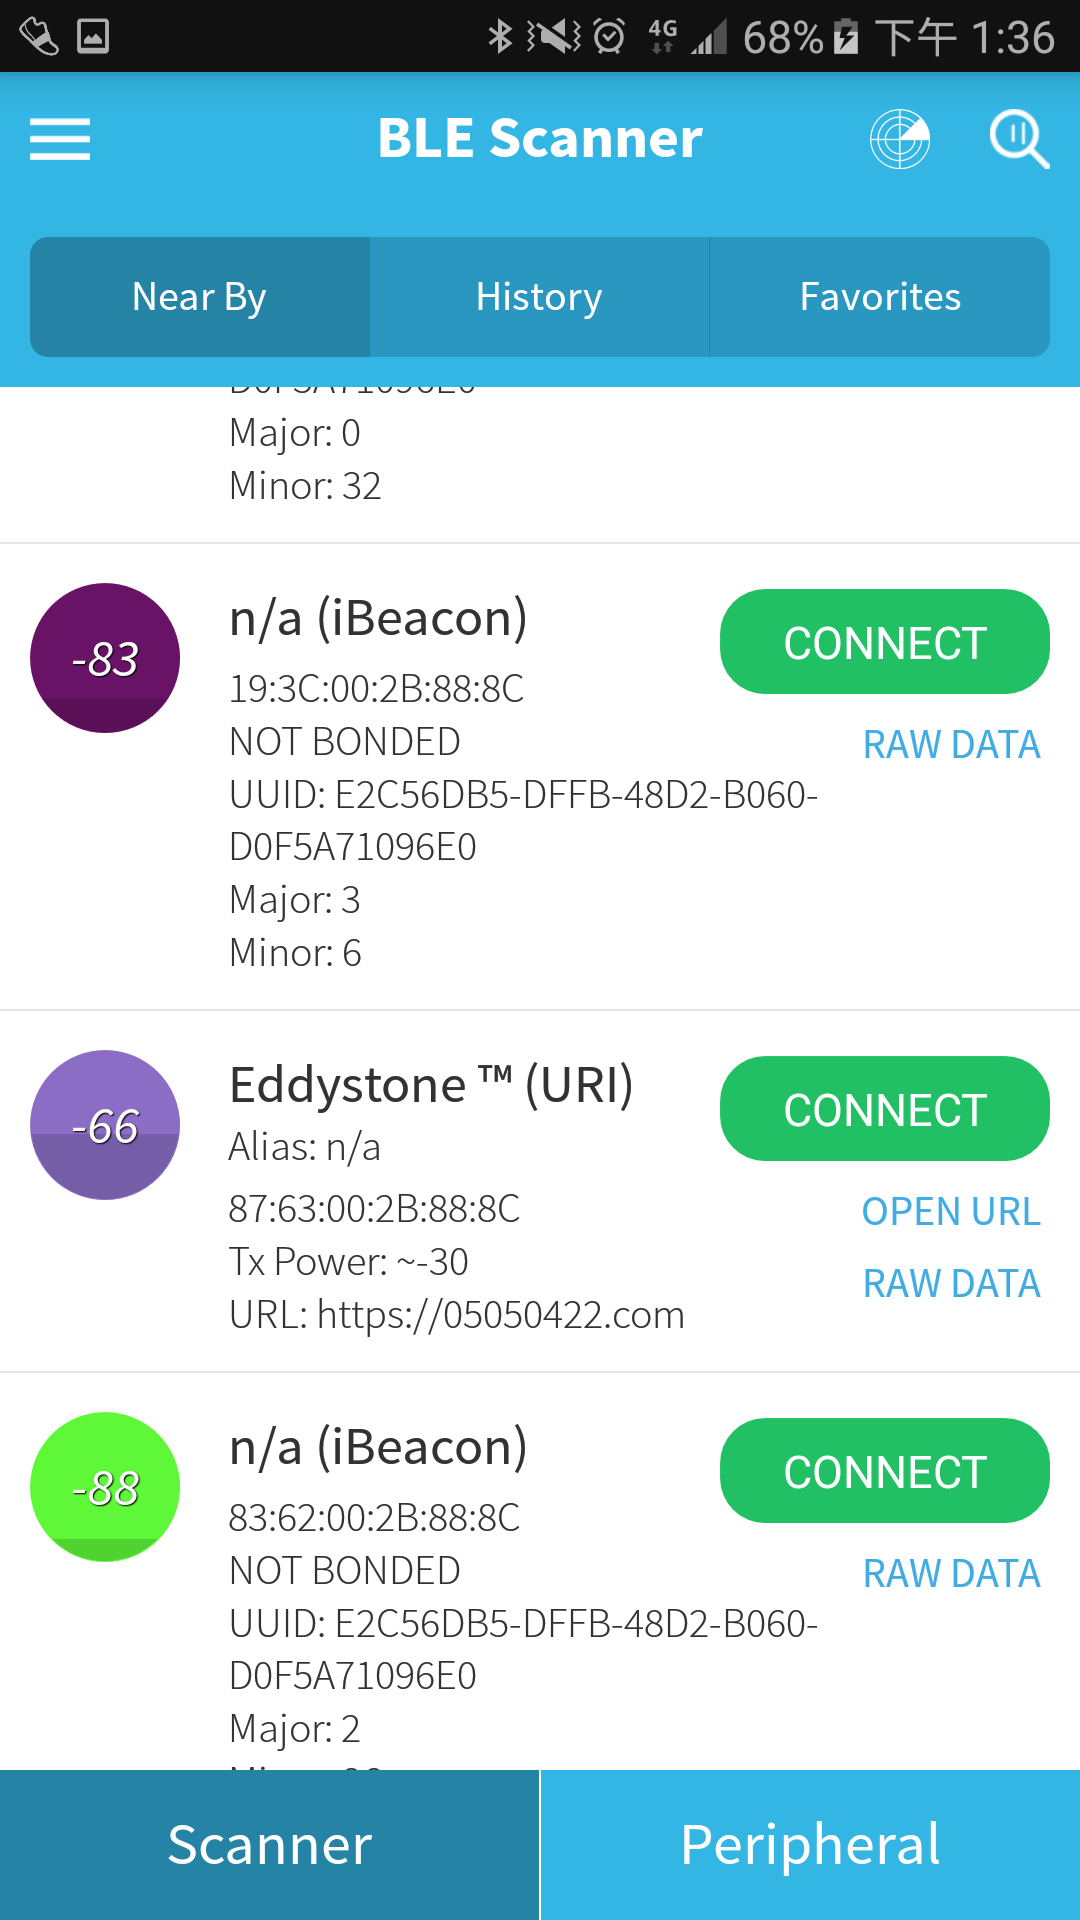 4G 68% 下午 1:36
BLE Scanner
Near By History Favorites
Major: 0
Minor: 32
-83 n/a (iBeacon) CONNECT
19:3C:00:2B:88:8C
NOT BONDED RAW DATA
UUID: E2C56DB5-DFFB-48D2-B060-
D0F5A71096E0
Major: 3
Minor: 6
-66 Eddystone ™ (URI) CONNECT
Alias: n/a
87:63:00:2B:88:8C OPEN URL
Tx Power: ~-30 RAW DATA
URL: https://05050422.com
-88 n/a (iBeacon) CONNECT
83:62:00:2B:88:8C
NOT BONDED RAW DATA
UUID: E2C56DB5-DFFB-48D2-B060-
D0F5A71096E0
Major: 2
Scanner Peripheral